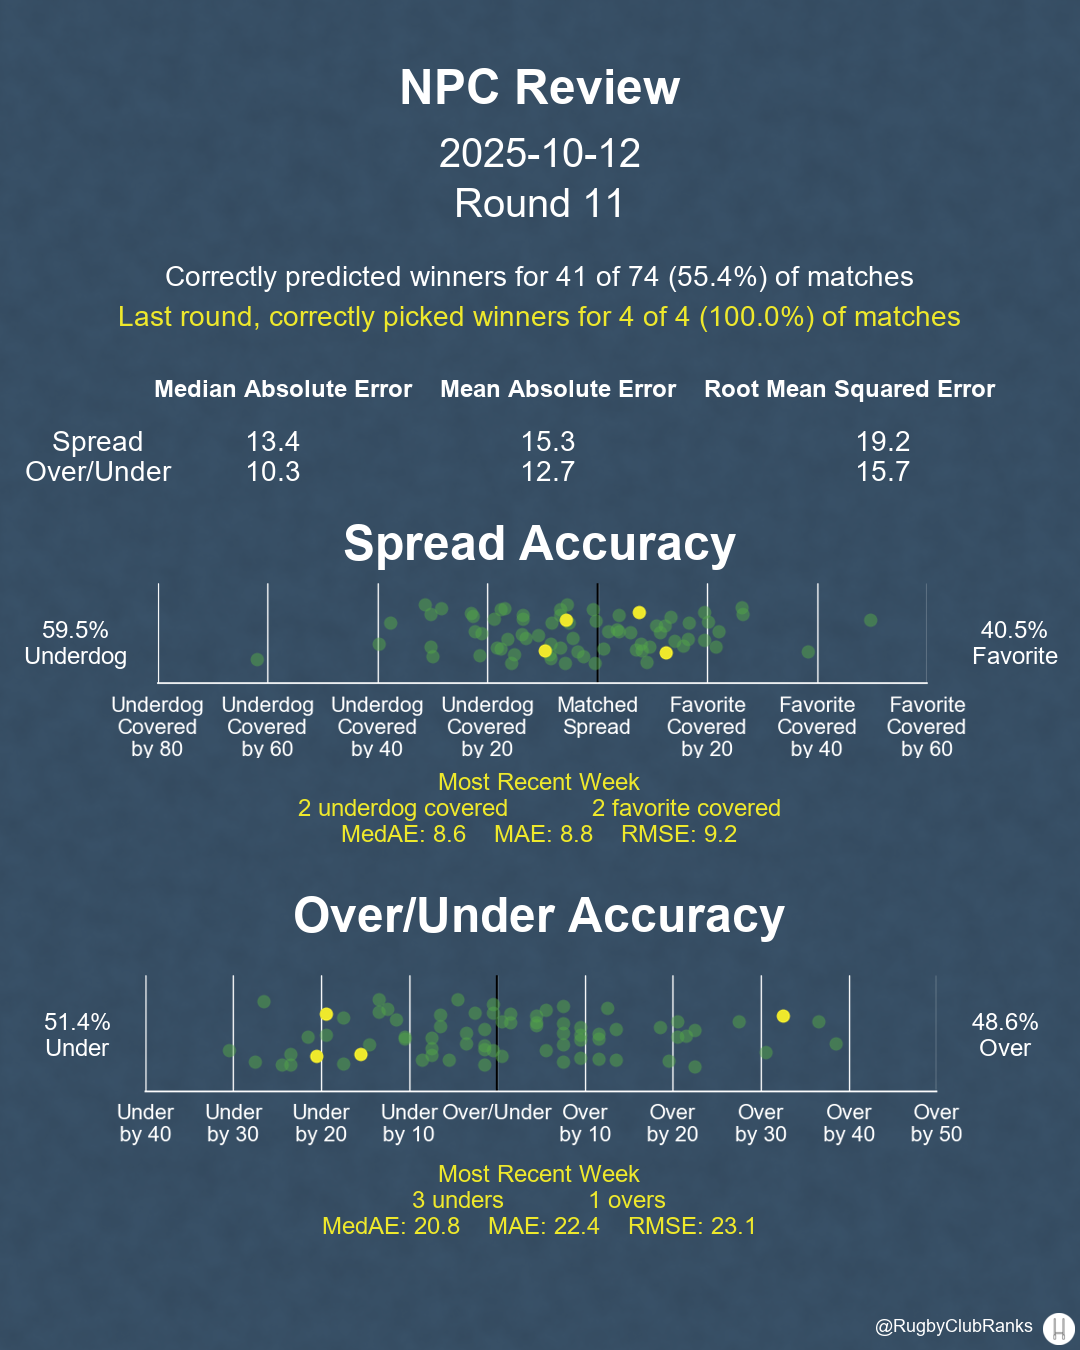 NPC Review
2025-10-12
Round 11
Correctly predicted winners for 41 of 74 (55.4%) of matches
Last round, correctly picked winners for 4 of 4 (100.0%) of matches
Median Absolute Error Mean Absolute Error Root Mean Squared Error
Spread 13.4 15.3 19.2
Over/Under 10.3 12.7 15.7
Spread Accuracy
59.5% Underdog
40.5% Favorite
Underdog Covered by 80
Underdog Covered by 60
Underdog Covered by 40
Underdog Covered by 20
Matched Spread
Favorite Covered by 20
Favorite Covered by 40
Favorite Covered by 60
Most Recent Week
2 underdog covered 2 favorite covered
MedAE: 8.6 MAE: 8.8 RMSE: 9.2
Over/Under Accuracy
51.4% Under
48.6% Over
Under by 40
Under by 30
Under by 20
Under by 10
Over/Under
Over by 10
Over by 20
Over by 30
Over by 40
Over by 50
Most Recent Week
3 unders 1 overs
MedAE: 20.8 MAE: 22.4 RMSE: 23.1
@RugbyClubRanks